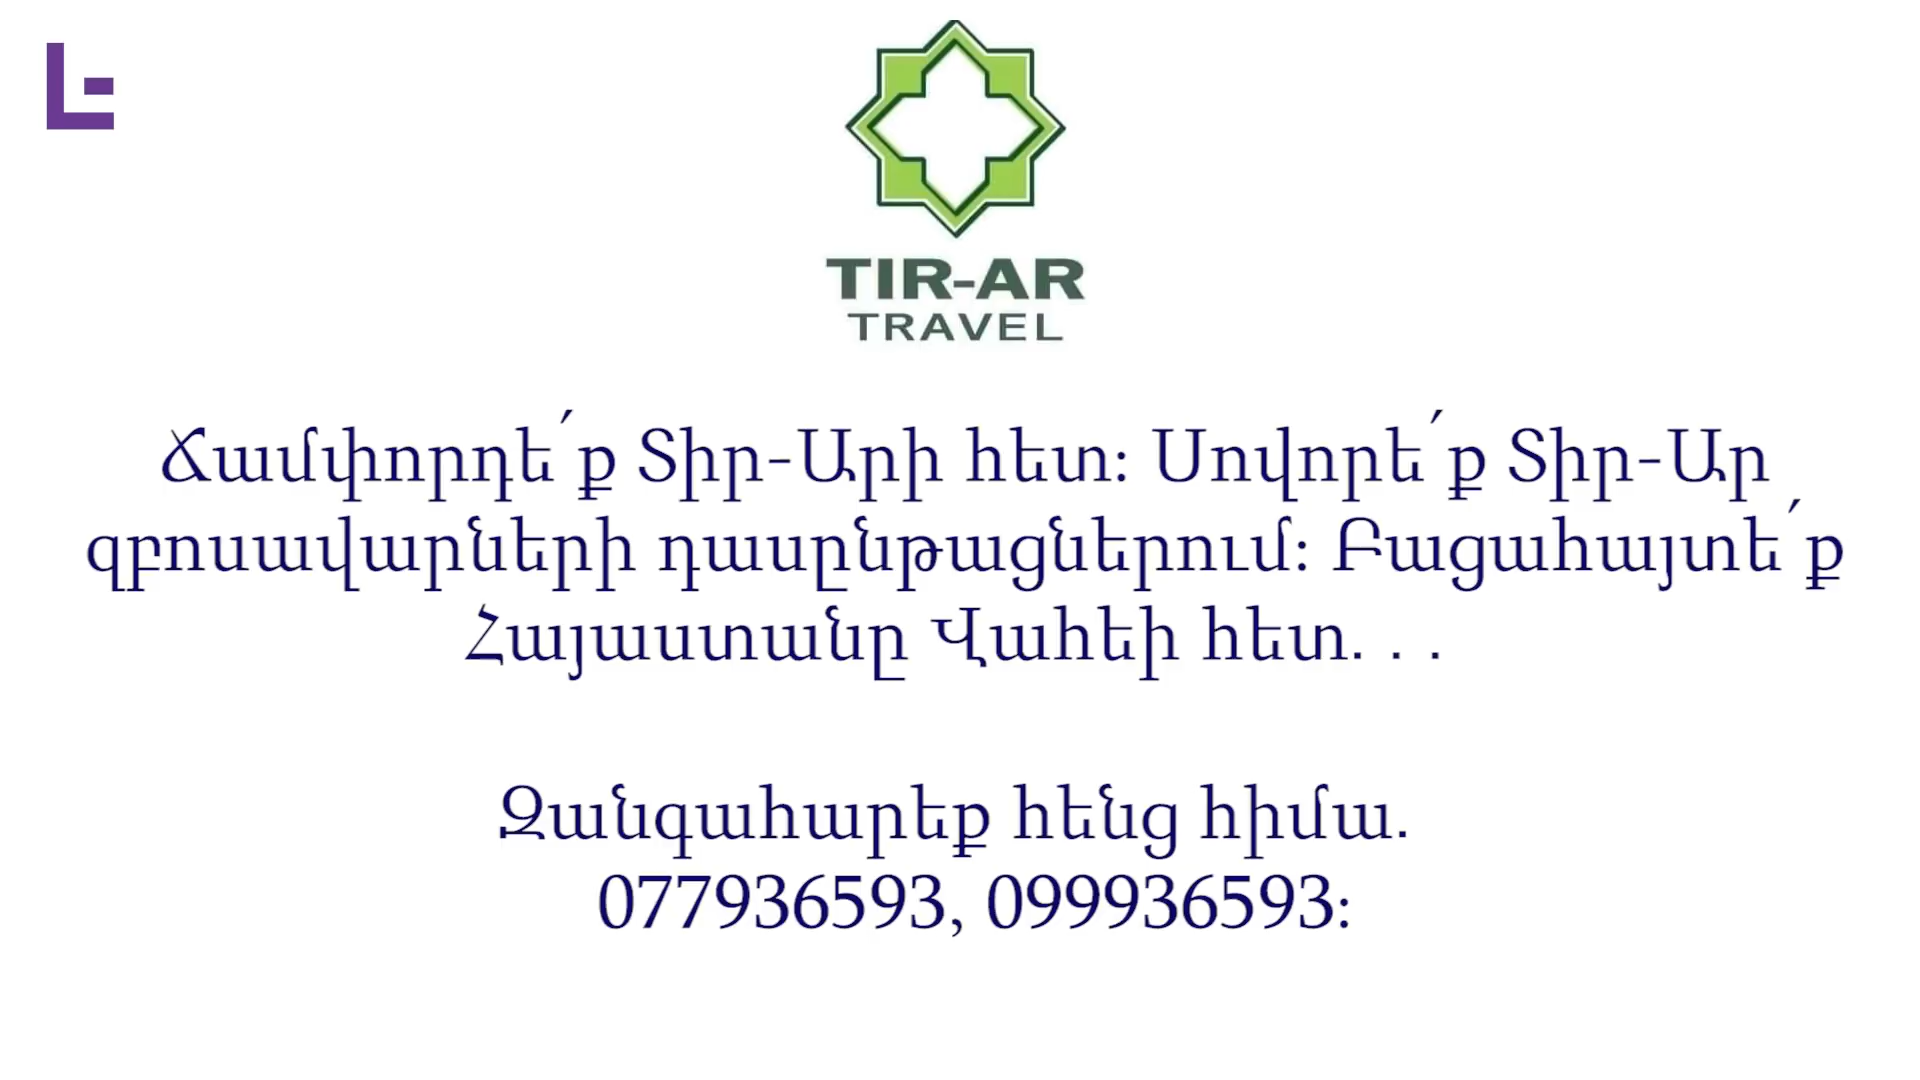 TIR-AR
TRAVEL
Ճամփորդե՛ք Տիր-Արի հետ։ Սովորե՛ք Տիր-Ար
զբոսավարների դասընթացներում։ Բացահայտե՛ք
Հայաստանը Վահեի հետ. . .
Զանգահարեք հենց հիմա.
077936593, 099936593։